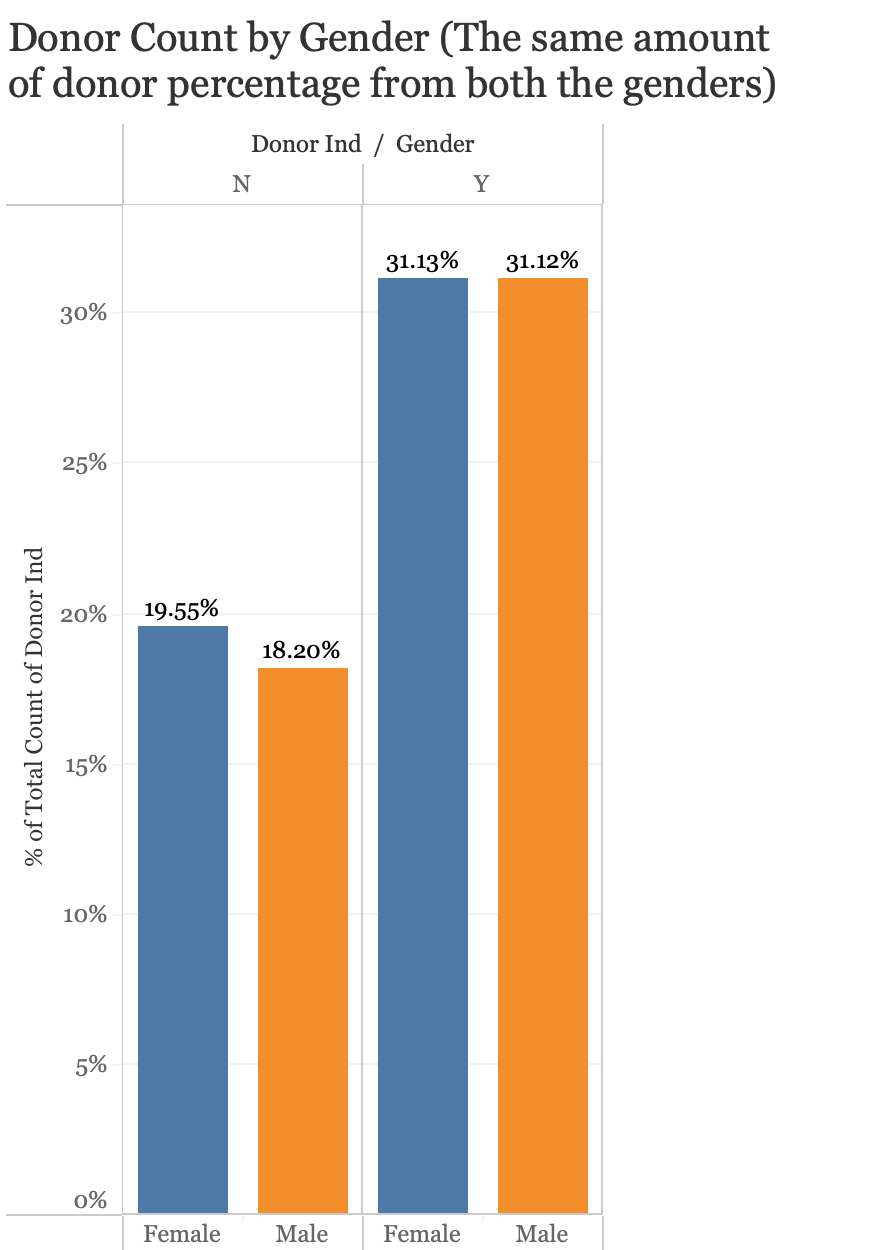 Donor Count by Gender (The same amount
of donor percentage from both the genders)
Donor Ind / Gender
N
Y
% of Total Count of Donor Ind
30%
25%
20%
15%
10%
5%
0%
19.55%
18.20%
31.13%
31.12%
Female
Male
Female
Male